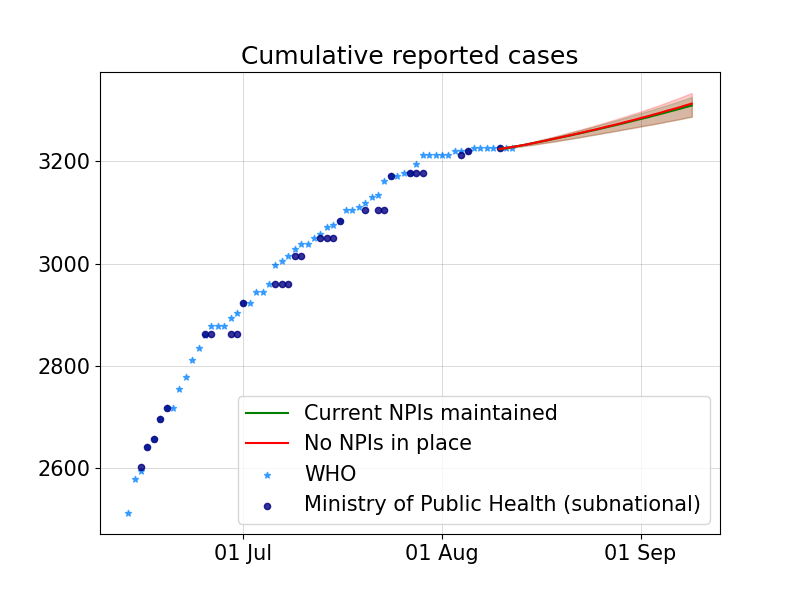 Cumulative reported cases
3200
3000
2800
2600
Current NPIs maintained
No NPIs in place
WHO
Ministry of Public Health (subnational)
01 Jul
01 Aug
01 Sep